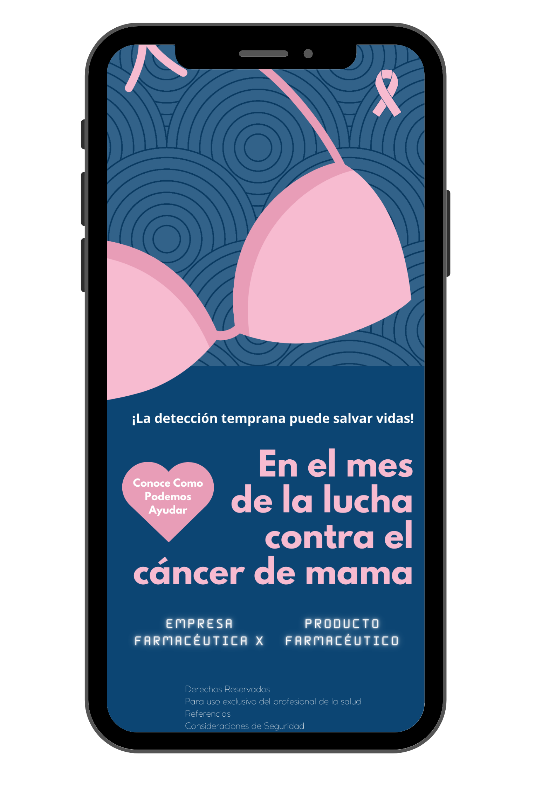 ¡La detección temprana puede salvar vidas!
En el mes
de la lucha
contra el
cáncer de mama
Conoce Como
Podemos
Ayudar
EMPRESA
FARMACÉUTICA X
PRODUCTO
FARMACÉUTICO
Derechos Reservados
Para uso exclusivo del profesional de la salud
Referencias
Consideraciones de Seguridad